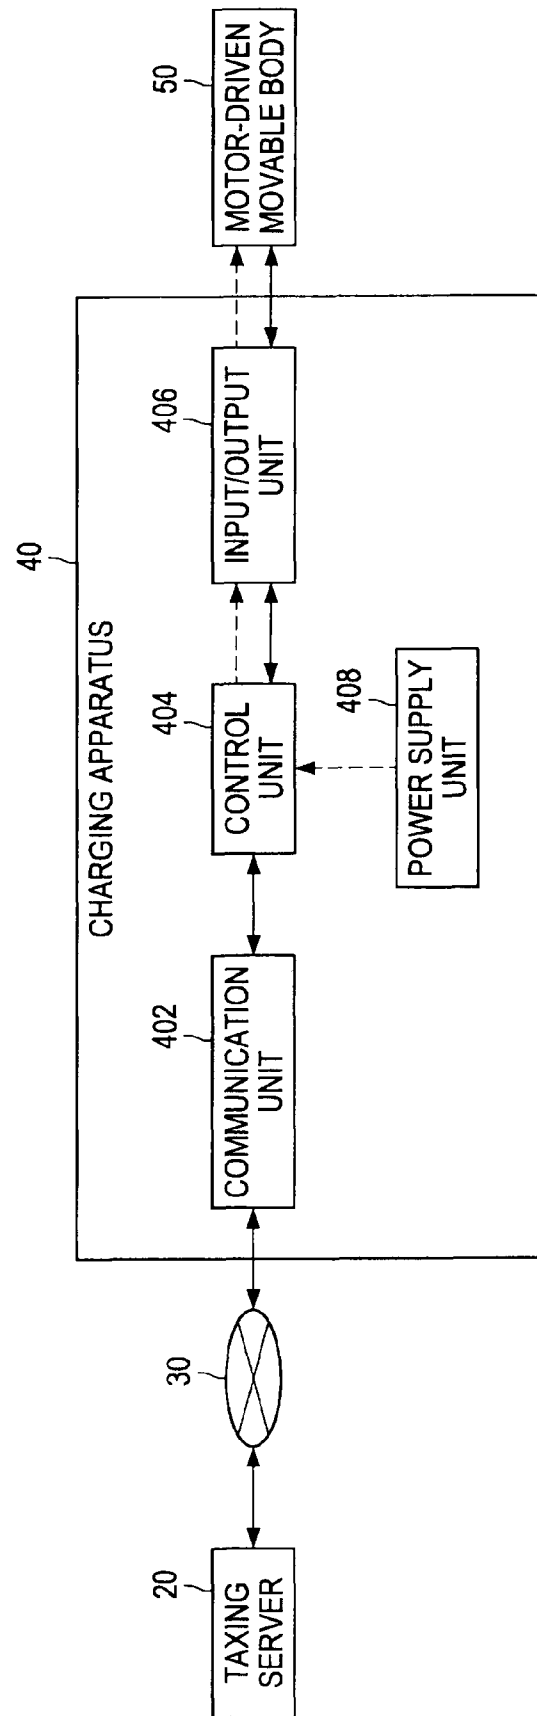 40
CHARGING APPARATUS
20
TAXING
SERVER
30
402
COMMUNICATION
UNIT
404
CONTROL
UNIT
406
INPUT/OUTPUT
UNIT
50
MOTOR-DRIVEN
MOVABLE BODY
408
POWER SUPPLY
UNIT